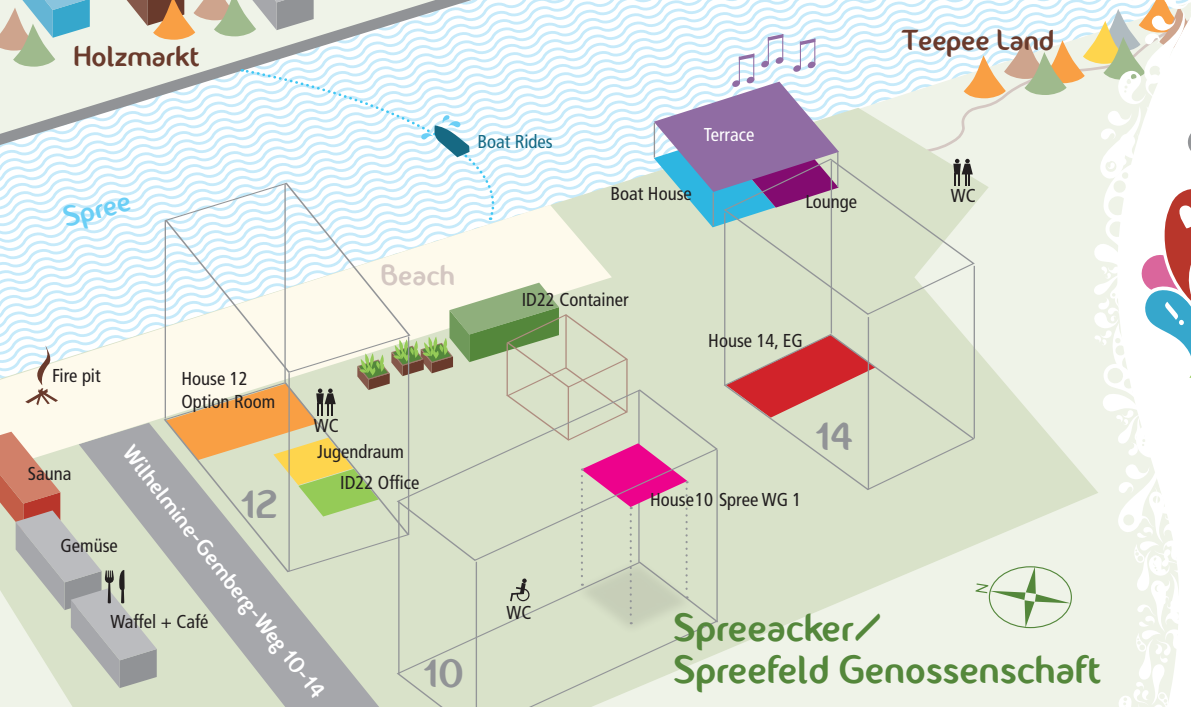 Holzmarkt
Teepee Land
Terrace
Boat Rides
Boat House
Lounge
WC
Spree
Beach
ID22 Container
House 14, EG
14
Fire pit
House 12
Option Room
WC
Jugendraum
ID22 Office
12
Sauna
House10 Spree WG 1
Wilhelmine-Gemberg-Weg 10-14
Gemüse
Waffel + Café
WC
10
N
Spreeacker/
Spreefeld Genossenschaft